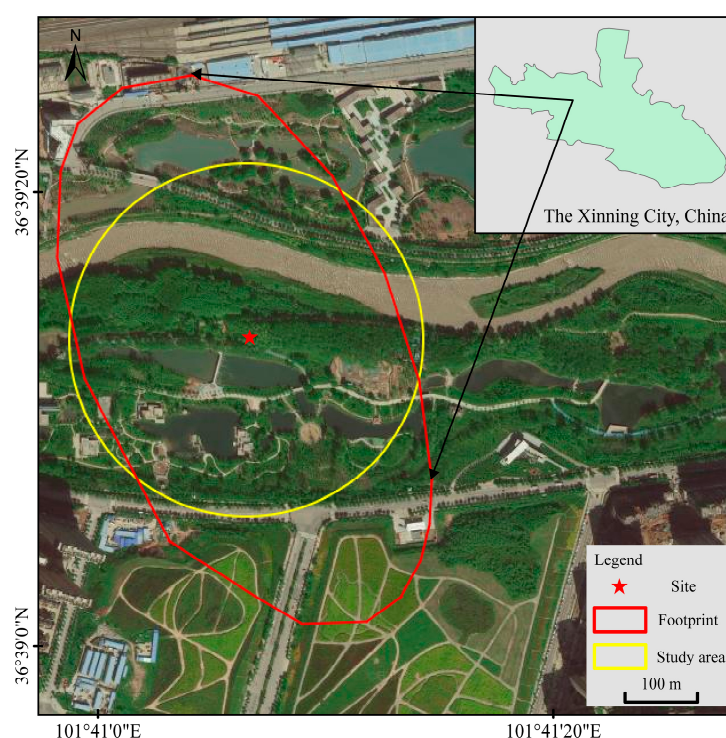 N
The Xinning City, China
36°39'20"N
36°39'0"N
Legend
Site
Footprint
Study area
100 m
101°41'0"E
101°41'20"E